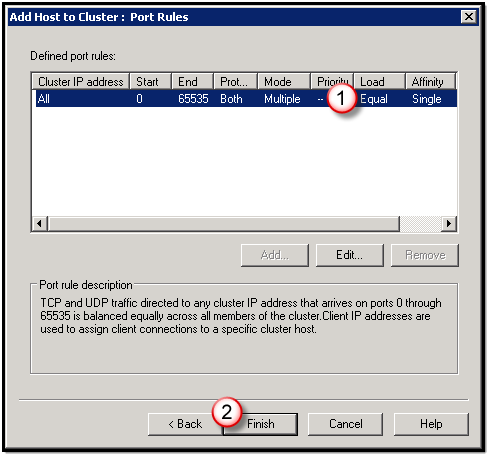 Add Host to Cluster : Port Rules
Defined port rules:
Cluster IP address Start End Prot... Mode Priority Load Affinity
All 0 65535 Both Multiple -- 1 Equal Single
Add... Edit... Remove
Port rule description
TCP and UDP traffic directed to any cluster IP address that arrives on ports 0 through
65535 is balanced equally across all members of the cluster.Client IP addresses are
used to assign client connections to a specific cluster host.
< Back 2 Finish Cancel Help